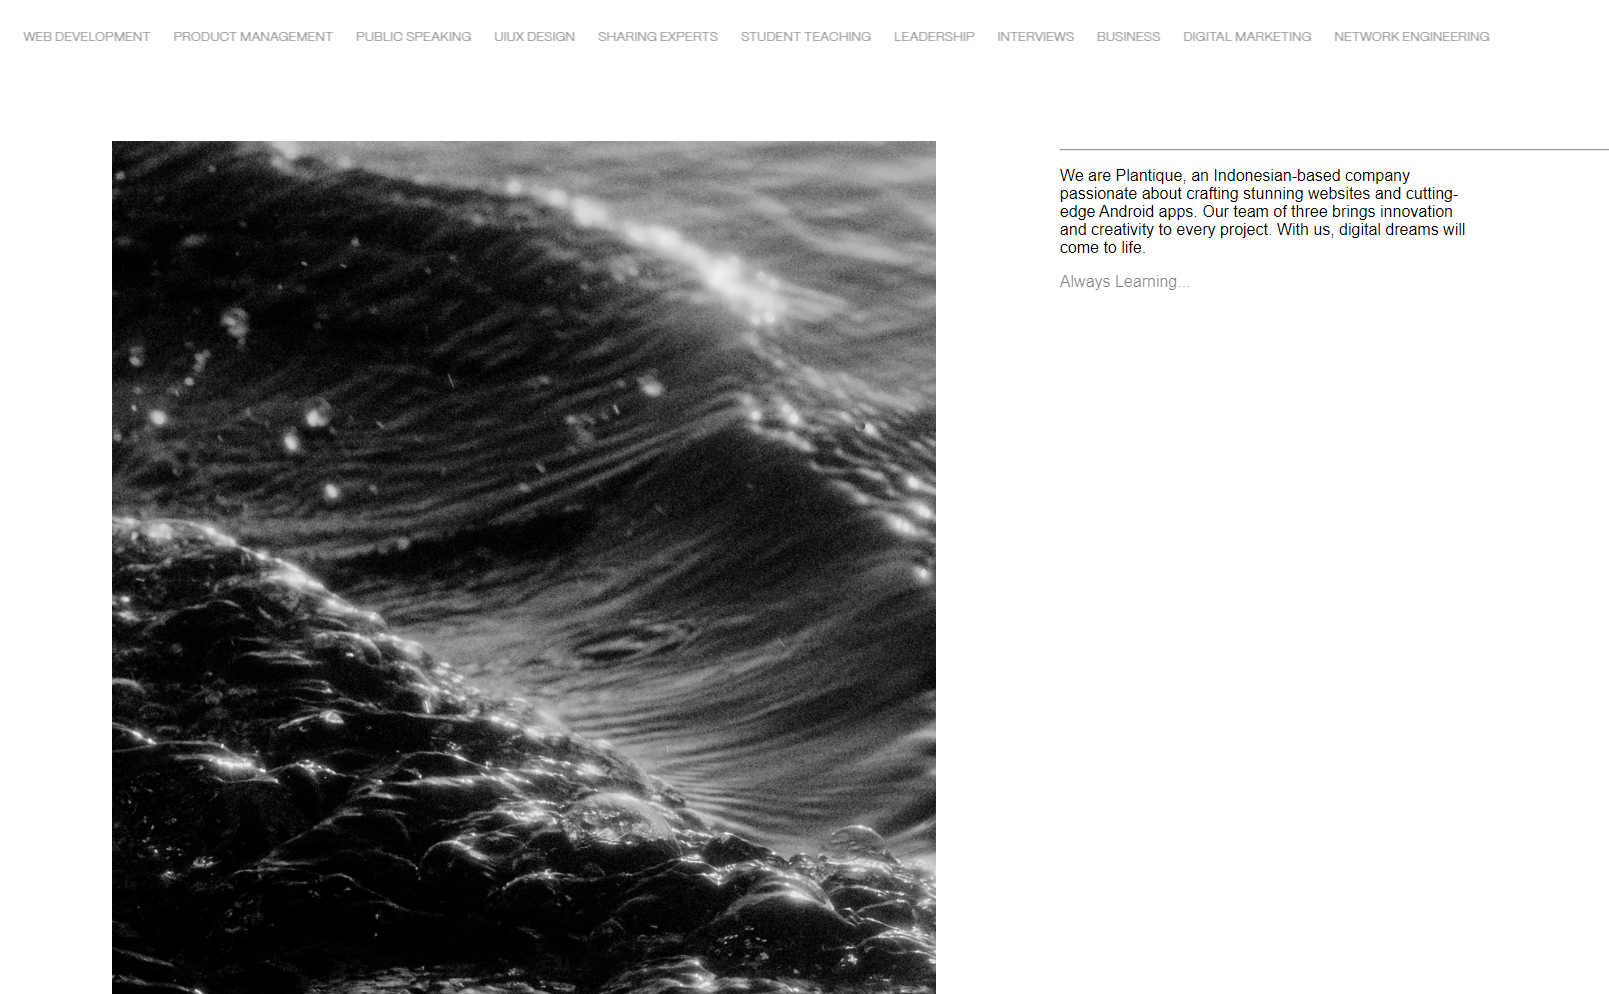 WEB DEVELOPMENT PRODUCT MANAGEMENT PUBLIC SPEAKING UIUX DESIGN SHARING EXPERTS STUDENT TEACHING LEADERSHIP INTERVIEWS BUSINESS DIGITAL MARKETING NETWORK ENGINEERING
We are Plantique, an Indonesian-based company
passionate about crafting stunning websites and cutting-
edge Android apps. Our team of three brings innovation
and creativity to every project. With us, digital dreams will
come to life.
Always Learning...